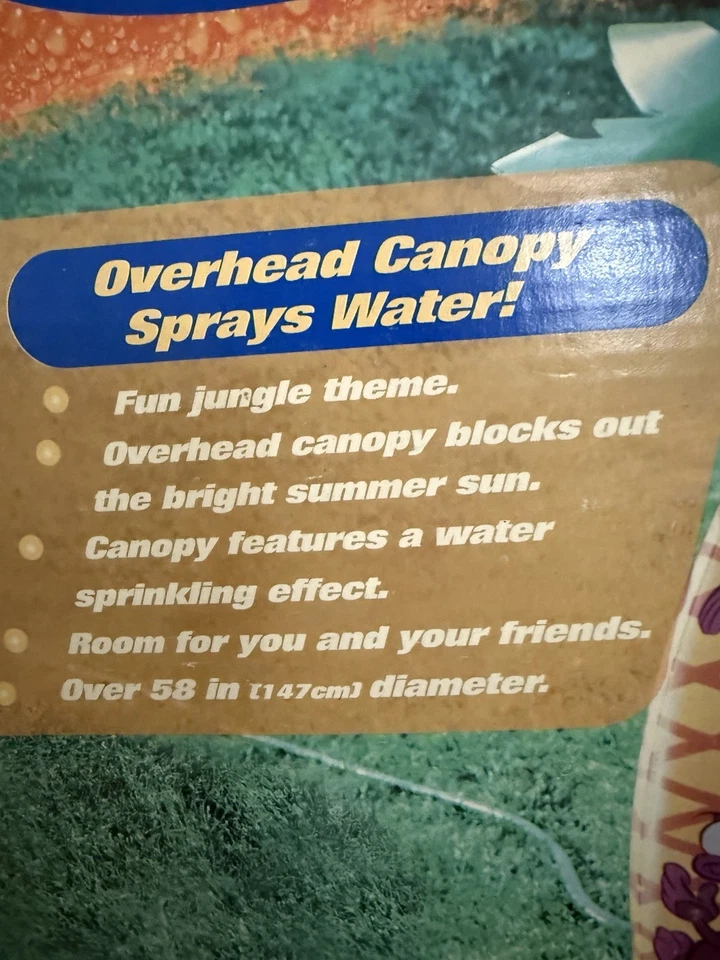 Overhead Canopy
Sprays Water!
Fun jungle theme.
Overhead canopy blocks out
the bright summer sun.
Canopy features a water
sprinkling effect.
Room for you and your friends.
Over 58 in (147cm) diameter.